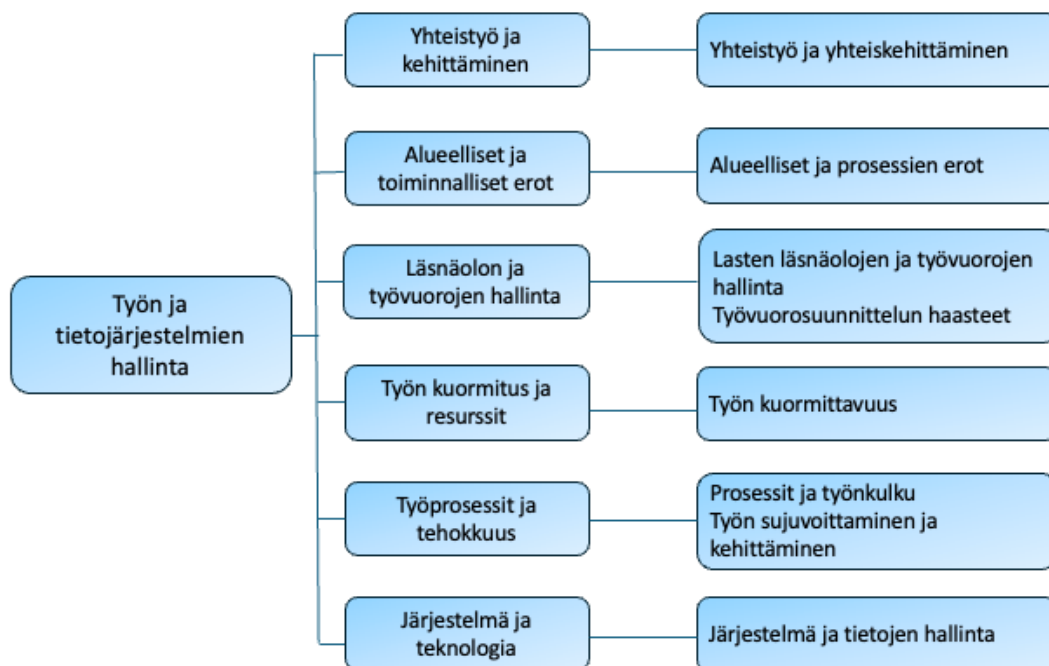 Yhteistyö ja
kehittäminen
Yhteistyö ja yhteiskehittäminen
Alueelliset ja
toiminnalliset erot
Alueelliset ja prosessien erot
Työn ja
tietojärjestelmien
hallinta
Läsnäolon ja
työvuorojen hallinta
Lasten läsnäolojen ja työvuorojen
hallinta
Työvuorosuunnittelun haasteet
Työn kuormitus ja
resurssit
Työn kuormittavuus
Työprosessit ja
tehokkuus
Prosessit ja työnkulku
Työn sujuvoittaminen ja
kehittäminen
Järjestelmä ja
teknologia
Järjestelmä ja tietojen hallinta